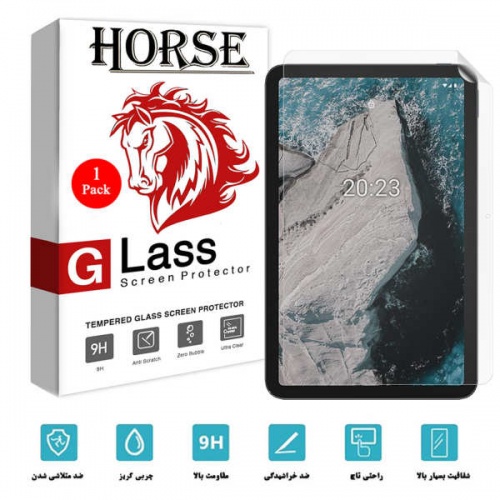 HORSE
1
Pack
G Lass
Screen Protector
TEMPERED GLASS SCREEN PROTECTOR
9H
9H
Anti Scratch
Zero Bubble
Ultra Clear
20:23
9H
ضد متلاشی شدن
چربی گریز
مقاومت بالا
ضد خراشیدگی
راحتی تاچ
شفافیت بسیار بالا